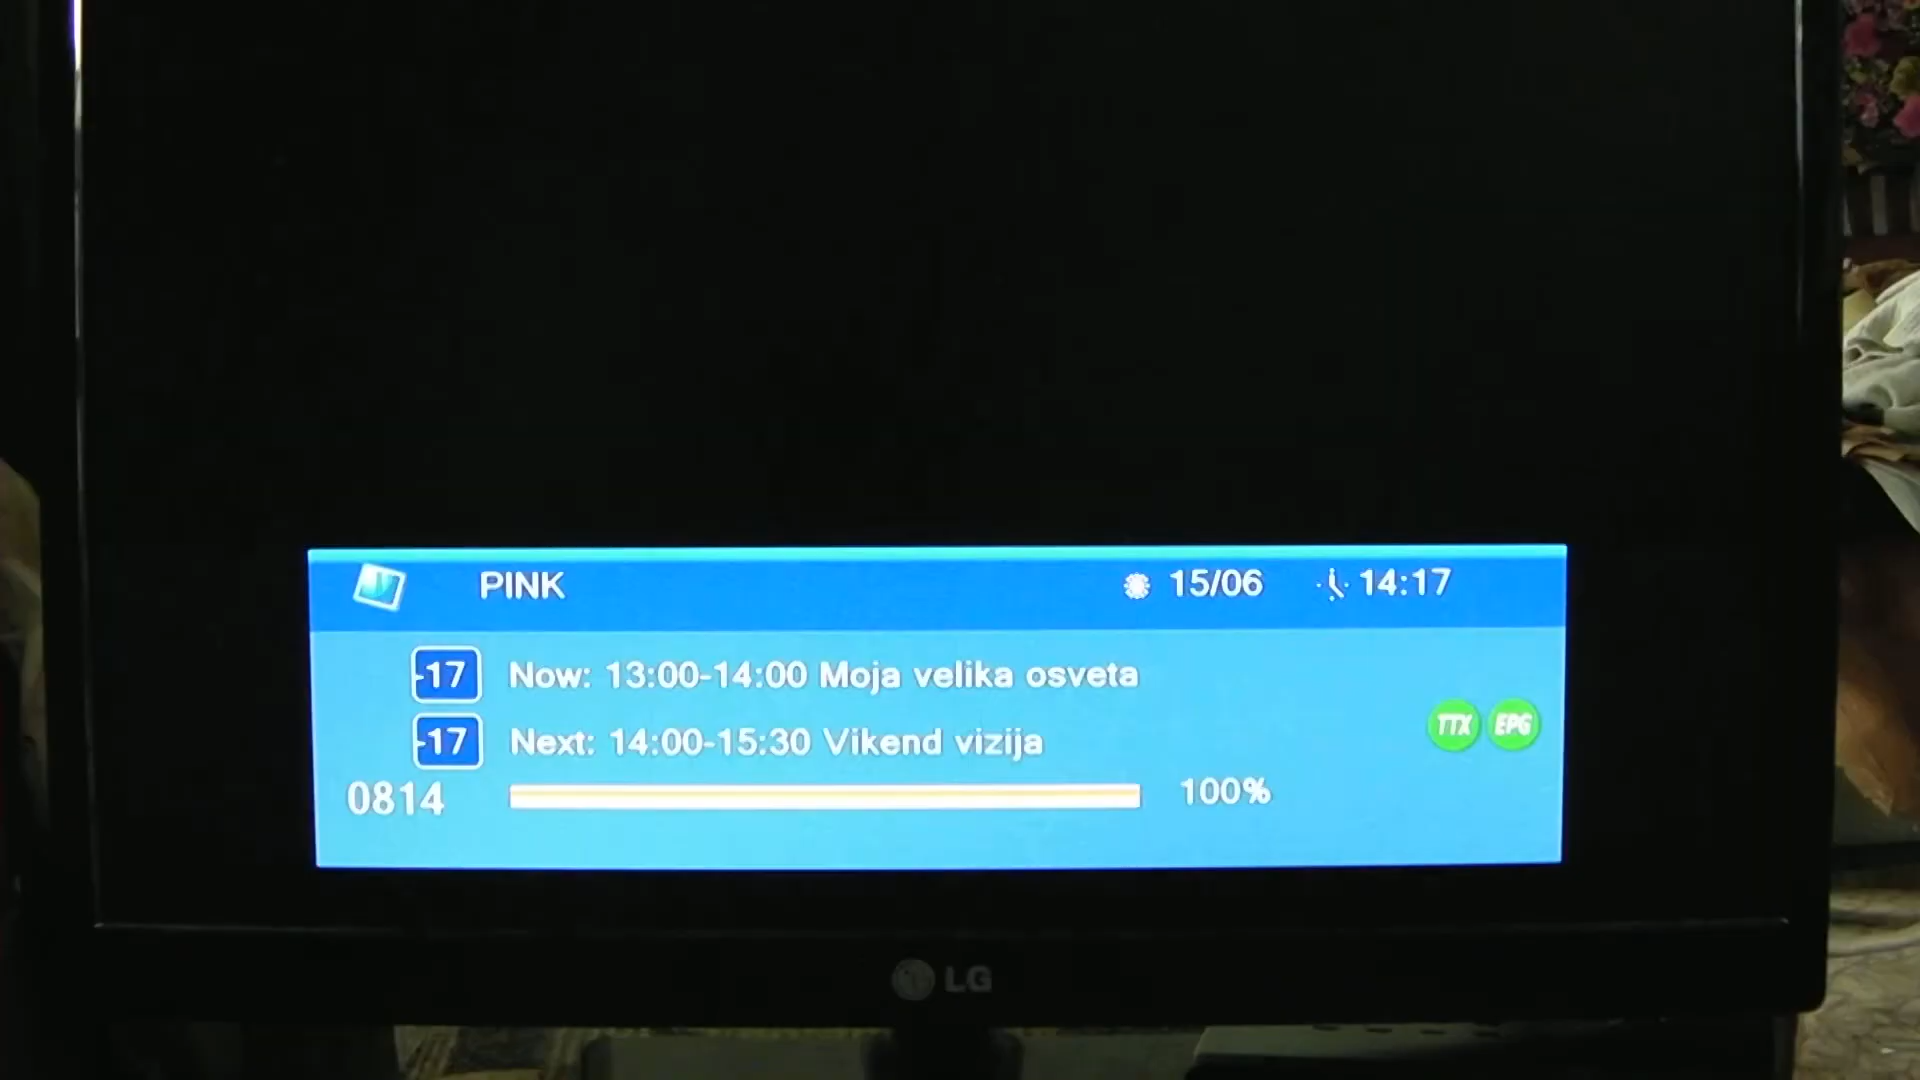 PINK 15/06 14:17
-17 Now: 13:00-14:00 Moja velika osveta
-17 Next: 14:00-15:30 Vikend vizija
TTX EPG
0814 100%
LG